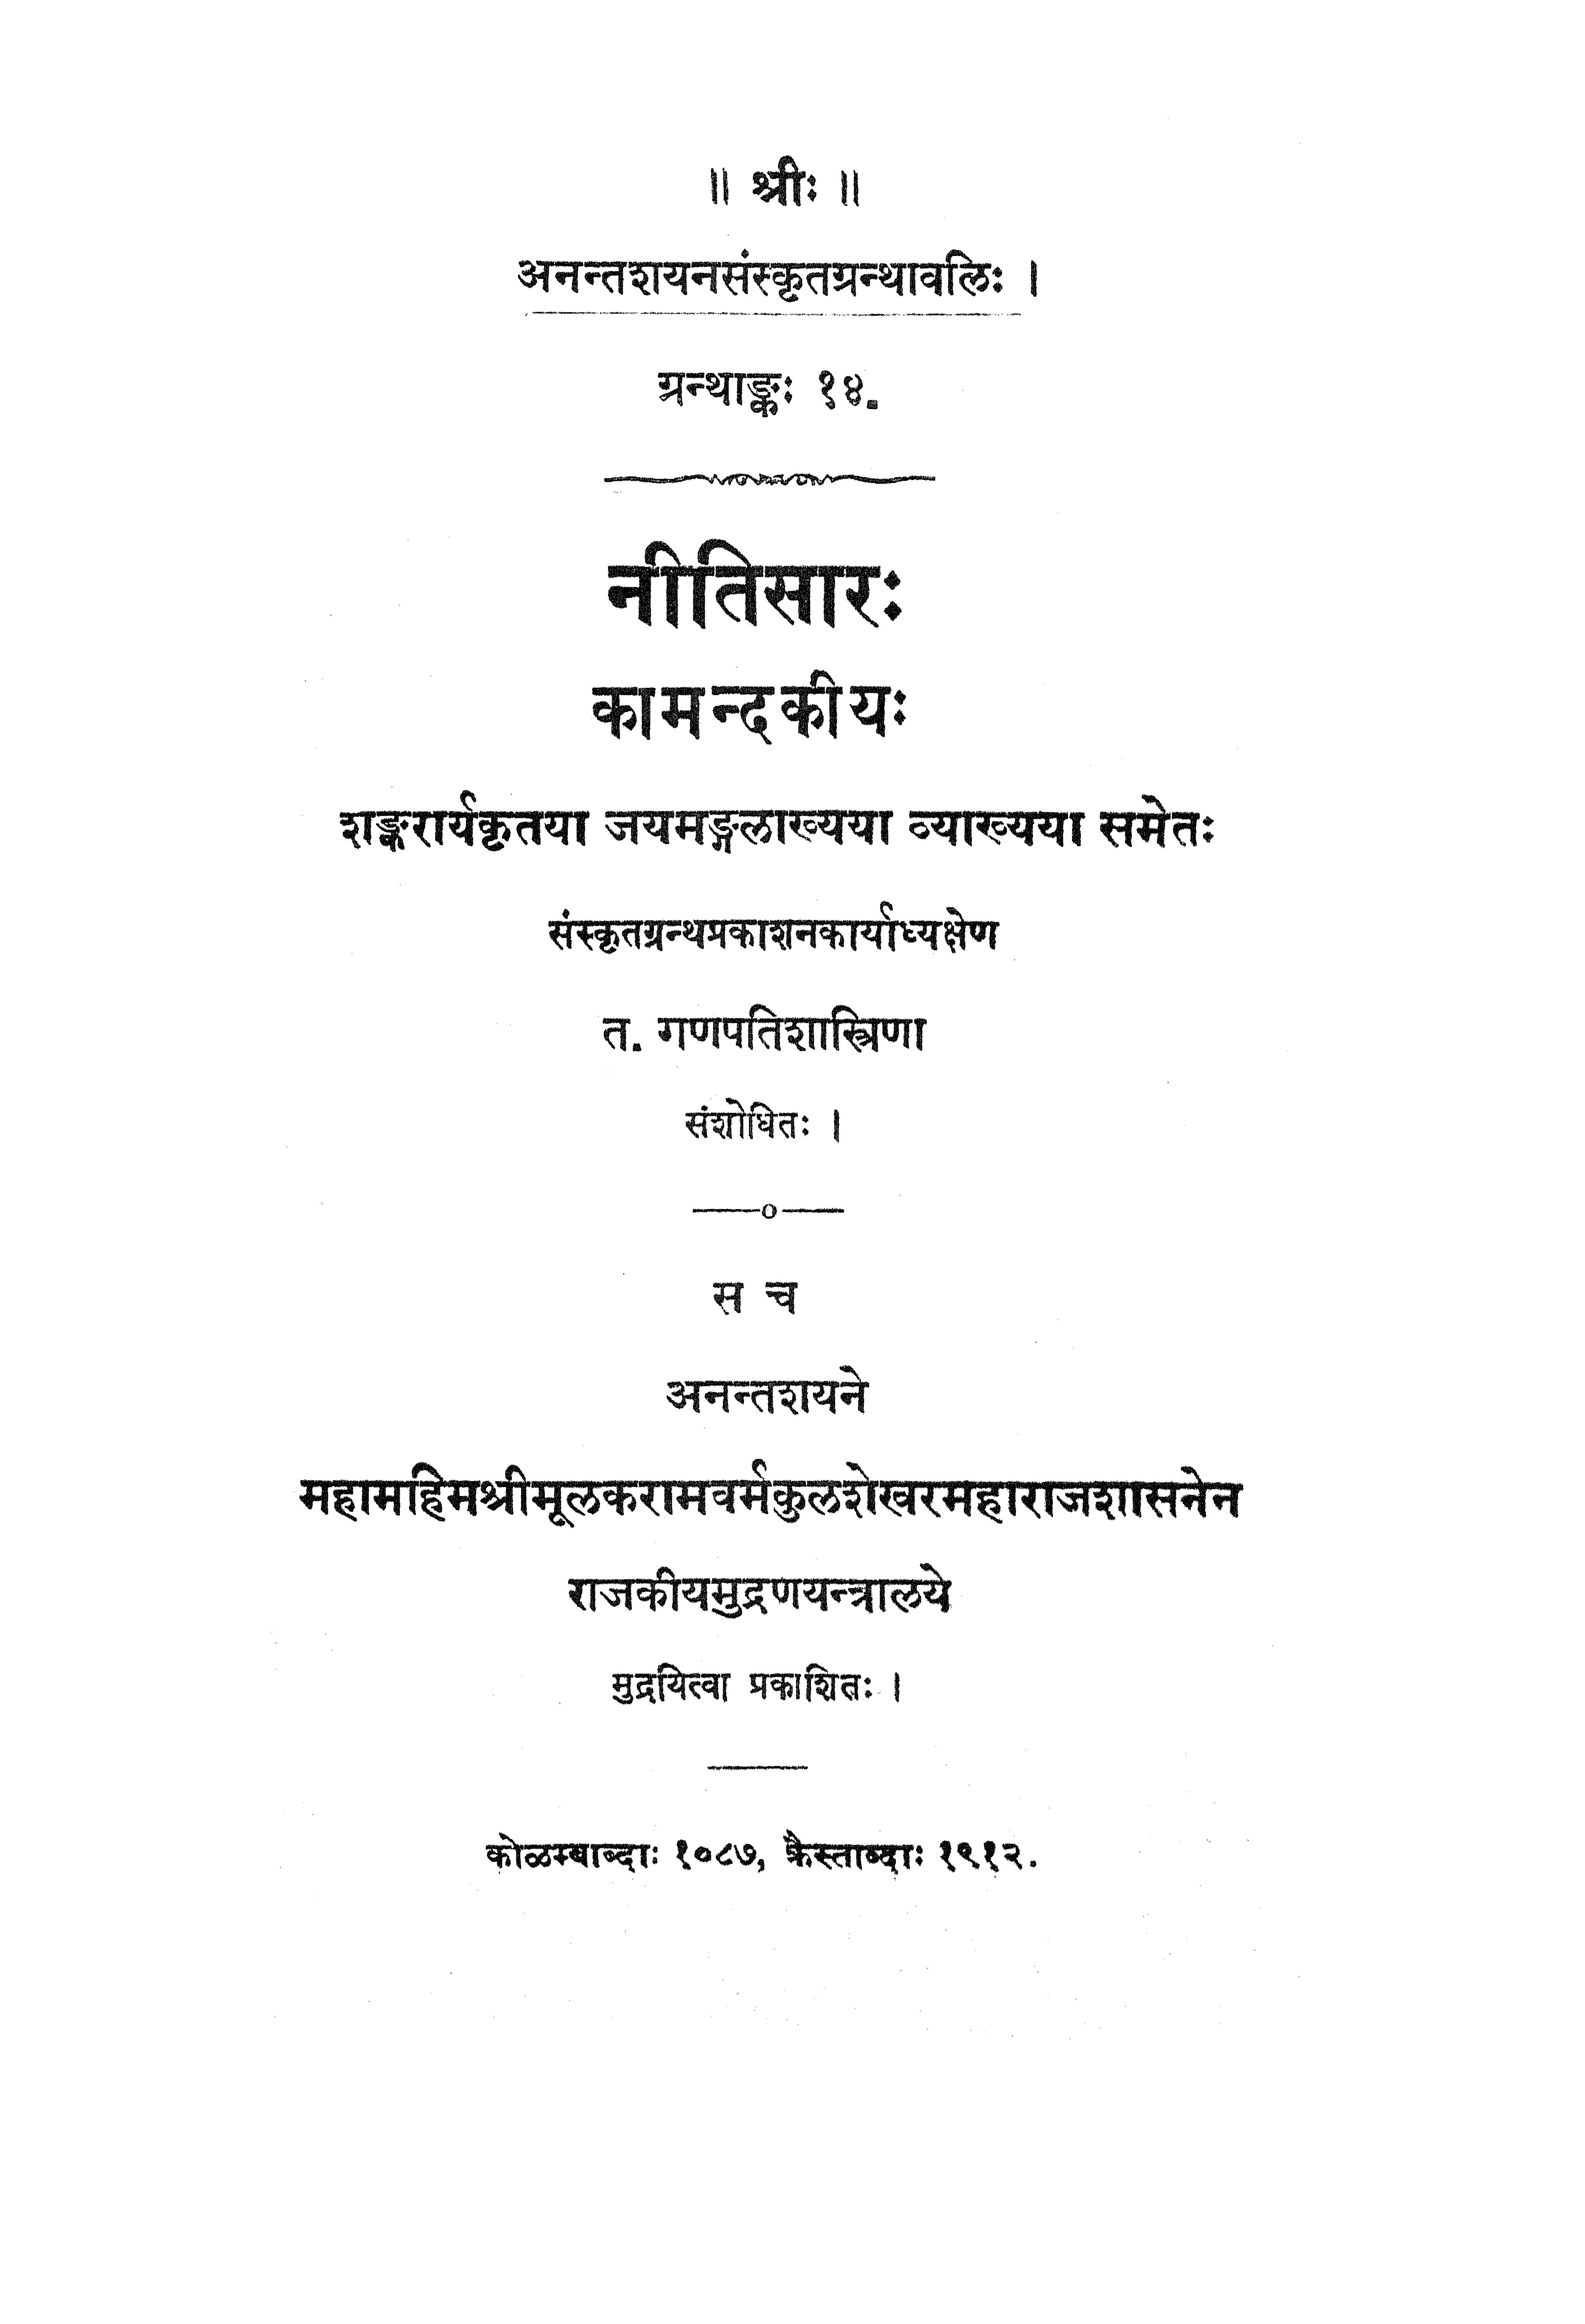 ॥ श्रीः ॥
अनन्तशयनसंस्कृतग्रन्थावलिः ।
ग्रन्थाङ्कः १४.
नीतिसारः
कामन्दकीयः
शङ्करार्यकृतया जयमङ्गलाख्यया व्याख्यया समेतः
संस्कृतग्रन्थप्रकाशनकार्याध्यक्षेण
त. गणपतिशास्त्रिणा
संशोधितः ।
स च
अनन्तशयने
महामहिमश्रीमूलकरामवर्मकुलशेखरमहाराजशासनेन
राजकीयमुद्रणयन्त्रालये
मुद्रयित्वा प्रकाशितः ।
कोळम्बाब्दाः १०८७, क्रैस्ताब्दाः १९१२.